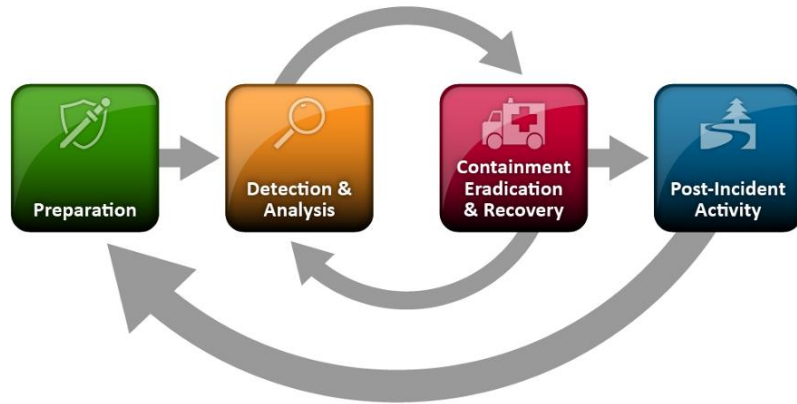 Preparation
Detection &
Analysis
Containment
Eradication
& Recovery
Post-Incident
Activity